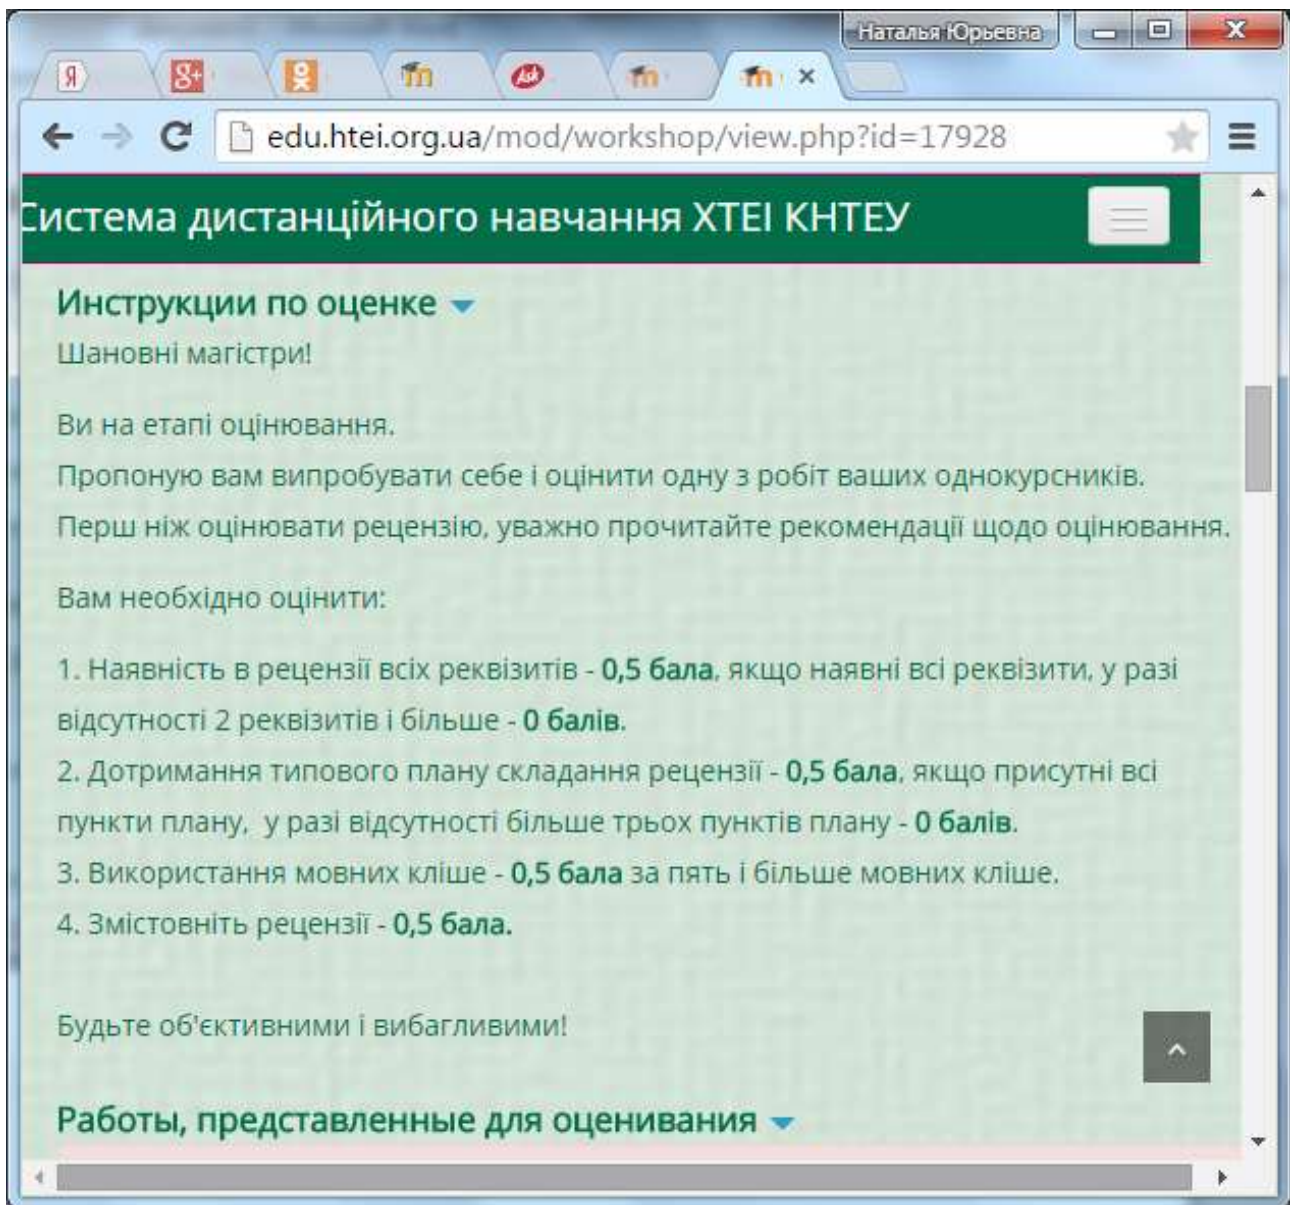 Наталья Юрьевна
Я
g+
Ask
edu.htei.org.ua/mod/workshop/view.php?id=17928
Система дистанційного навчання ХТЕІ КНТЕУ
Инструкции по оценке
Шановні магістри!
Ви на етапі оцінювання.
Пропоную вам випробувати себе і оцінити одну з робіт ваших однокурсників.
Перш ніж оцінювати рецензію, уважно прочитайте рекомендації щодо оцінювання.
Вам необхідно оцінити:
1. Наявність в рецензії всіх реквізитів - 0,5 бала, якщо наявні всі реквізити, у разі
відсутності 2 реквізитів і більше - 0 балів.
2. Дотримання типового плану складання рецензії - 0,5 бала, якщо присутні всі
пункти плану, у разі відсутності більше трьох пунктів плану - 0 балів.
3. Використання мовних кліше - 0,5 бала за пять і більше мовних кліше.
4. Змістовніть рецензії - 0,5 бала.
Будьте об'єктивними і вибагливими!
Работы, представленные для оценивания